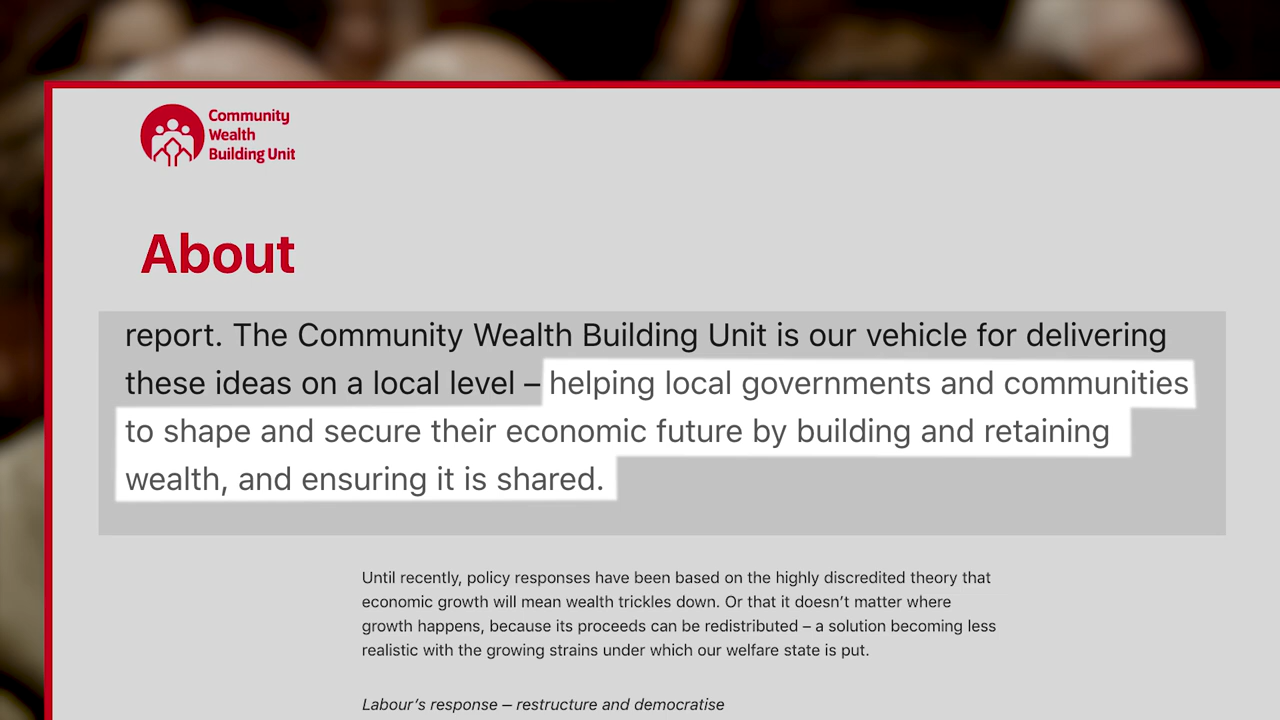 Community
Wealth
Building Unit
About
report. The Community Wealth Building Unit is our vehicle for delivering
these ideas on a local level – helping local governments and communities
to shape and secure their economic future by building and retaining
wealth, and ensuring it is shared.
Until recently, policy responses have been based on the highly discredited theory that
economic growth will mean wealth trickles down. Or that it doesn’t matter where
growth happens, because its proceeds can be redistributed – a solution becoming less
realistic with the growing strains under which our welfare state is put.
Labour’s response – restructure and democratise